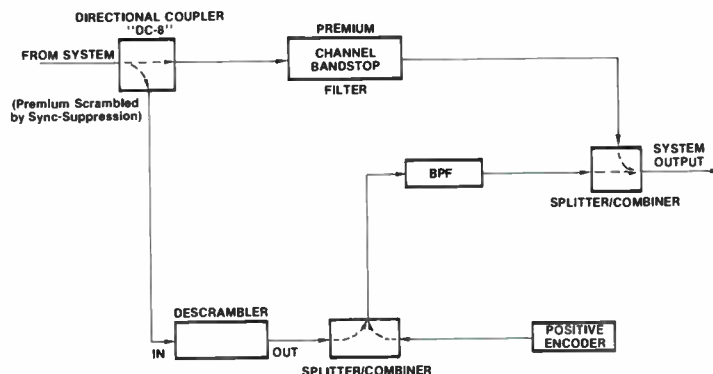 DIRECTIONAL COUPLER
"DC-8"
FROM SYSTEM
(Premium Scrambled
by Sync-Suppression)
PREMIUM
CHANNEL
BANDSTOP
FILTER
SYSTEM
OUTPUT
BPF
SPLITTER/COMBINER
DESCRAMBLER
IN
OUT
SPLITTER/COMBINER
POSITIVE
ENCODER